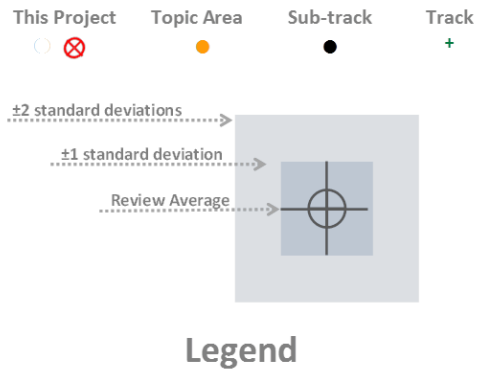 This Project Topic Area Sub-track Track
±2 standard deviations
±1 standard deviation
Review Average
Legend